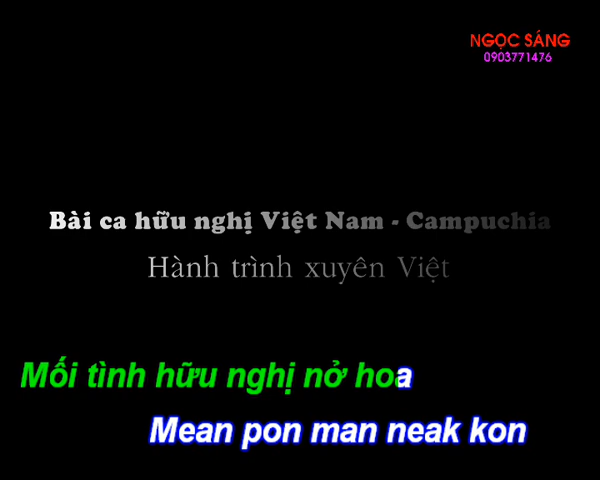 NGỌC SÁNG
0903771476
Bài ca hữu nghị Việt Nam - Campuchia
Hành trình xuyên Việt
Mối tình hữu nghị nở hoa
Mean pon man neak kon